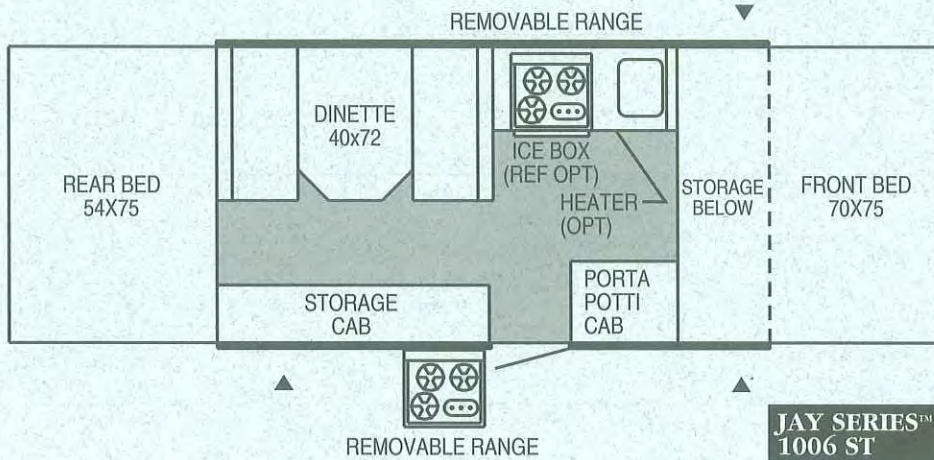 REMOVABLE RANGE
DINETTE
40x72
REAR BED
54X75
ICE BOX
(REF OPT)
HEATER
(OPT)
STORAGE
BELOW
FRONT BED
70X75
STORAGE
CAB
PORTA
POTTI
CAB
REMOVABLE RANGE
JAY SERIES™
1006 ST